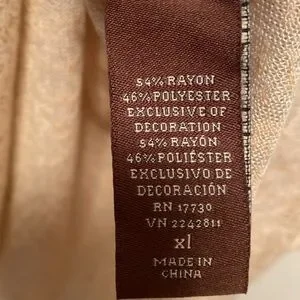 54% RAYON
46% POLYESTER
EXCLUSIVE OF
DECORATION
54% RAYÓN
46% POLIÉSTER
EXCLUSIVO DE
DECORACIÓN
RN 17730
VN 2242811
xl
MADE IN
CHINA